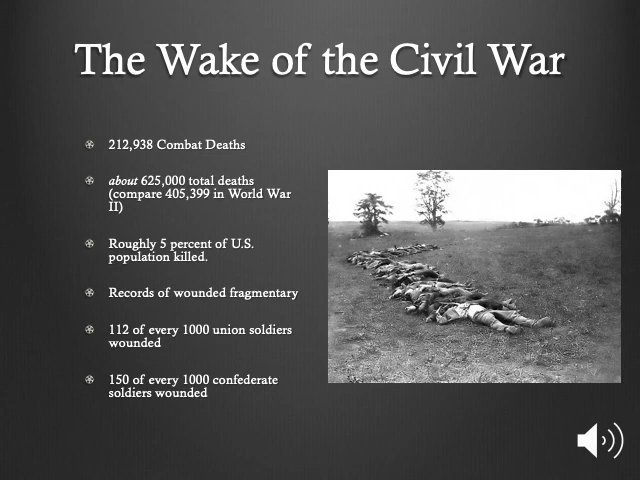 The Wake of the Civil War
212,938 Combat Deaths
about 625,000 total deaths
(compare 405,399 in World War
II)
Roughly 5 percent of U.S.
population killed.
Records of wounded fragmentary
112 of every 1000 union soldiers
wounded
150 of every 1000 confederate
soldiers wounded